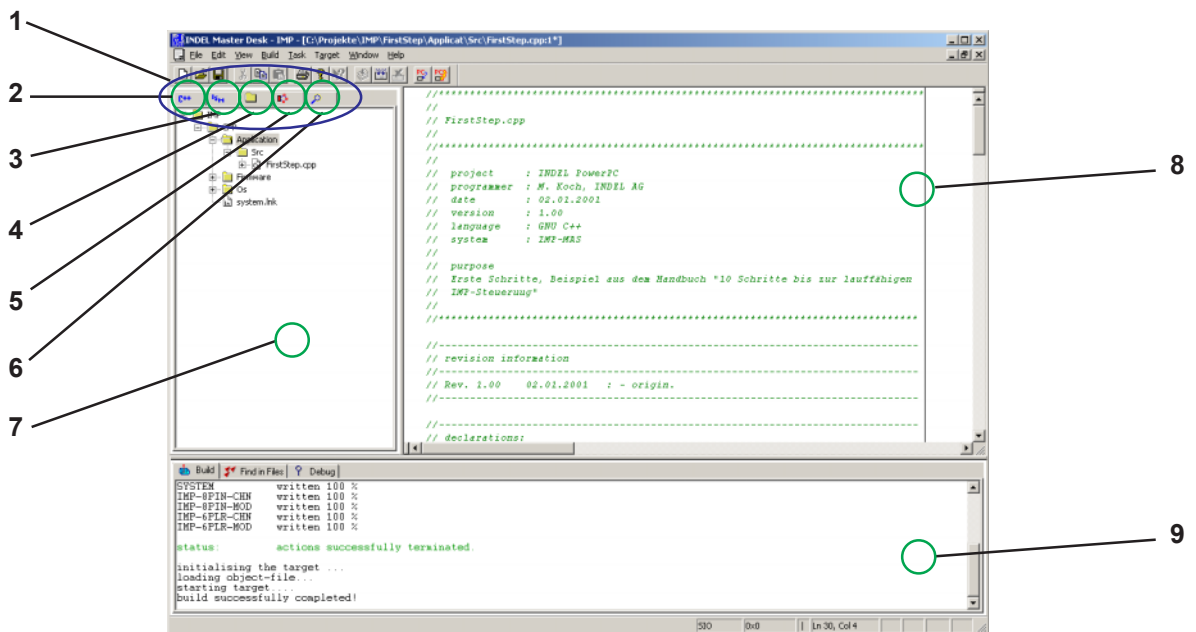 1
INDEL Master Desk - IMP - [C:\Projekte\IMP\FirstStep\Applicat\Src\FirstStep.cpp:1*]
File Edit View Build Task Target Window Help
2
C++
3
Application
Src
FirstStep.cpp
Firmware
Os
system.lnk
4
5
6
7
//******************************************************************************
//
// FirstStep.cpp
//
//******************************************************************************
//
// project : INDEL PowerPC
// programmer : M. Koch, INDEL AG
// date : 02.01.2001
// version : 1.00
// language : GNU C++
// system : IMP-MAS
//
// purpose
// Erste Schritte, Beispiel aus dem Handbuch "10 Schritte bis zur lauffähigen
// IMP-Steuerung"
//
//*****************************************************************************
//-----------------------------------------------------------------------------
// revision information
//-----------------------------------------------------------------------------
// Rev. 1.00 02.01.2001 : - origin.
//-----------------------------------------------------------------------------
//-----------------------------------------------------------------------------
// declarations:
8
Build Find in Files Debug
SYSTEM written 100 %
IMP-8PIN-CHN written 100 %
IMP-8PIN-MOD written 100 %
IMP-6PLR-CHN written 100 %
IMP-6PLR-MOD written 100 %
status: actions successfully terminated.
initialising the target ...
loading object-file...
starting target....
build successfully completed!
9
SIO 0x0 Ln 30, Col 4